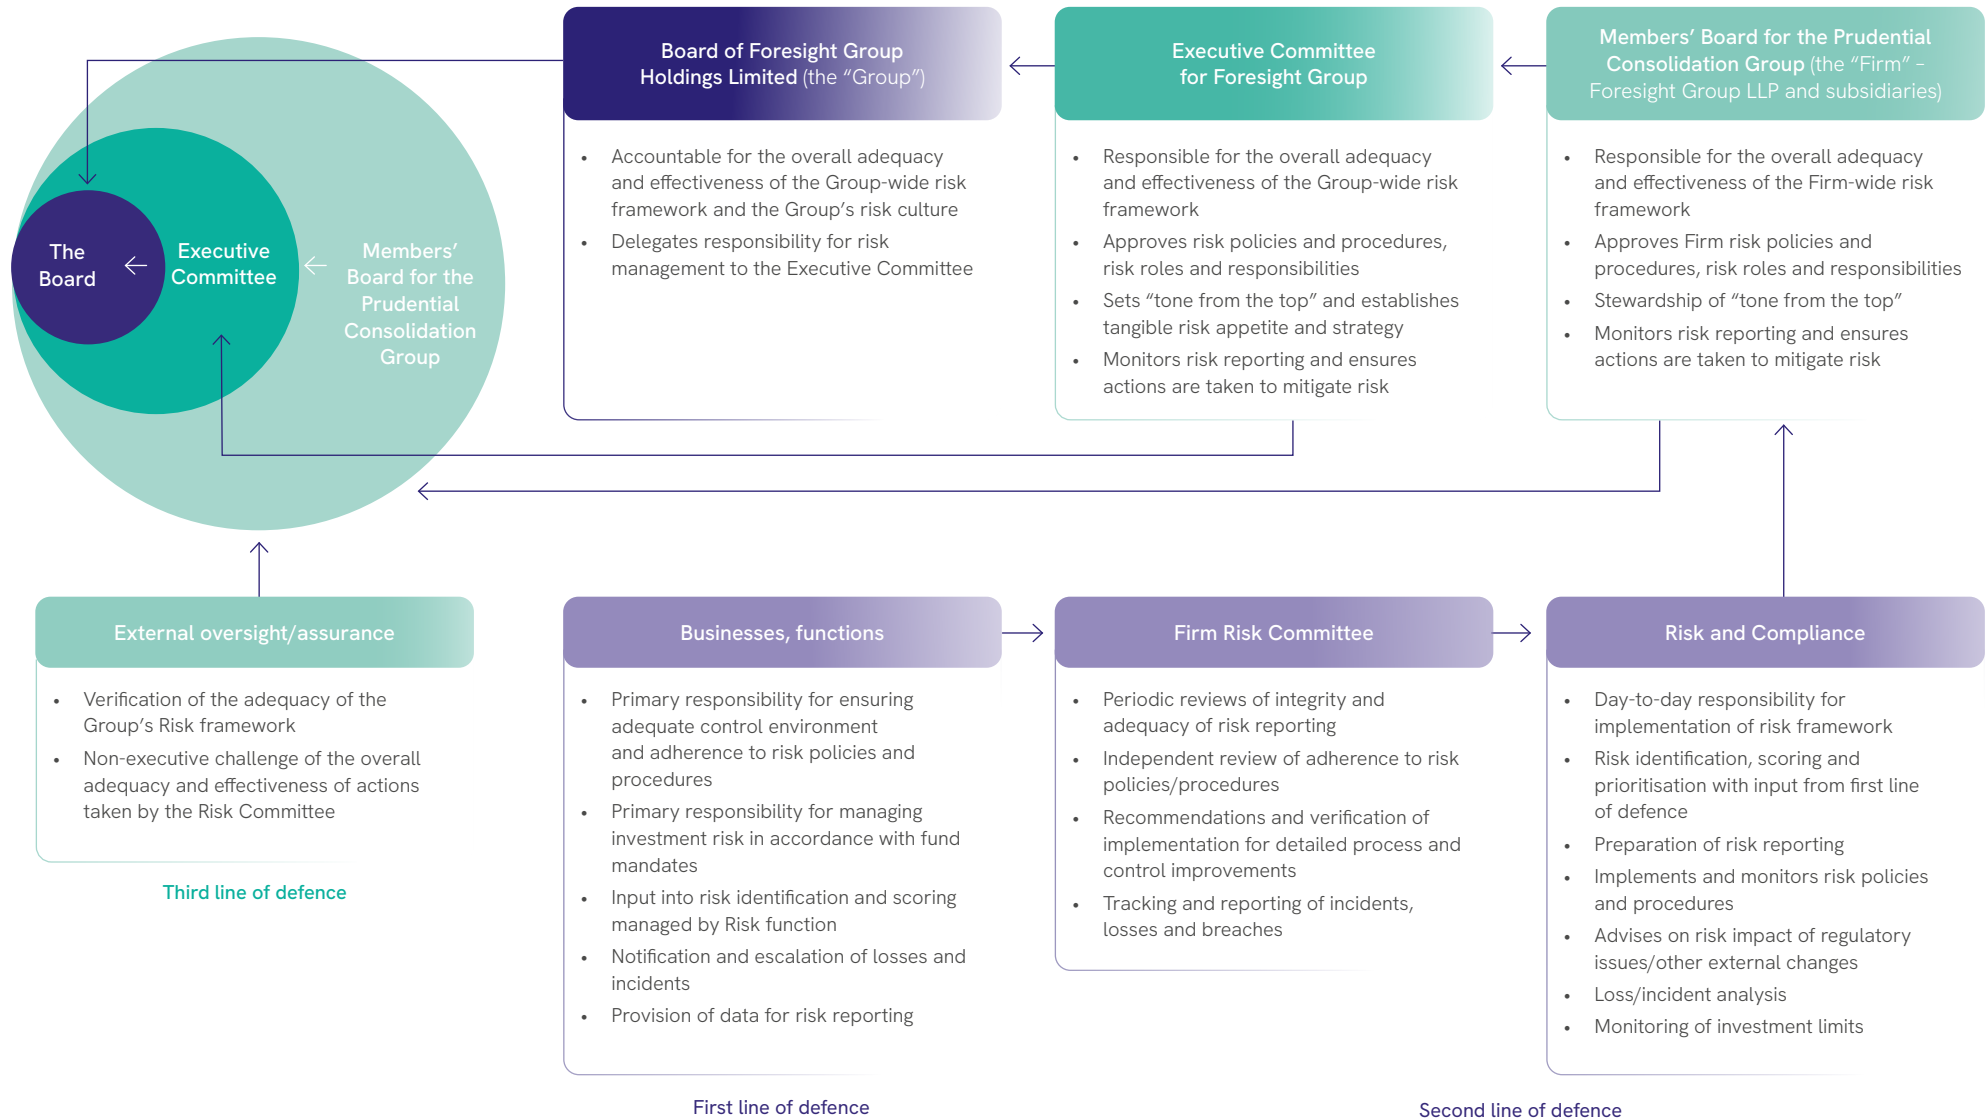 The
Board
Executive
Committee
Members’
Board for the
Prudential
Consolidation
Group
Board of Foresight Group
Holdings Limited (the “Group”)
• Accountable for the overall adequacy
and effectiveness of the Group-wide risk
framework and the Group’s risk culture
• Delegates responsibility for risk
management to the Executive Committee
Executive Committee
for Foresight Group
• Responsible for the overall adequacy
and effectiveness of the Group-wide risk
framework
• Approves risk policies and procedures,
risk roles and responsibilities
• Sets “tone from the top” and establishes
tangible risk appetite and strategy
• Monitors risk reporting and ensures
actions are taken to mitigate risk
Members’ Board for the Prudential
Consolidation Group (the “Firm” –
Foresight Group LLP and subsidiaries)
• Responsible for the overall adequacy
and effectiveness of the Firm-wide risk
framework
• Approves Firm risk policies and
procedures, risk roles and responsibilities
• Stewardship of “tone from the top”
• Monitors risk reporting and ensures
actions are taken to mitigate risk
External oversight/assurance
• Verification of the adequacy of the
Group’s Risk framework
• Non-executive challenge of the overall
adequacy and effectiveness of actions
taken by the Risk Committee
Third line of defence
Businesses, functions
• Primary responsibility for ensuring
adequate control environment
and adherence to risk policies and
procedures
• Primary responsibility for managing
investment risk in accordance with fund
mandates
• Input into risk identification and scoring
managed by Risk function
• Notification and escalation of losses and
incidents
• Provision of data for risk reporting
First line of defence
Firm Risk Committee
• Periodic reviews of integrity and
adequacy of risk reporting
• Independent review of adherence to risk
policies/procedures
• Recommendations and verification of
implementation for detailed process and
control improvements
• Tracking and reporting of incidents,
losses and breaches
Risk and Compliance
• Day-to-day responsibility for
implementation of risk framework
• Risk identification, scoring and
prioritisation with input from first line
of defence
• Preparation of risk reporting
• Implements and monitors risk policies
and procedures
• Advises on risk impact of regulatory
issues/other external changes
• Loss/incident analysis
• Monitoring of investment limits
Second line of defence